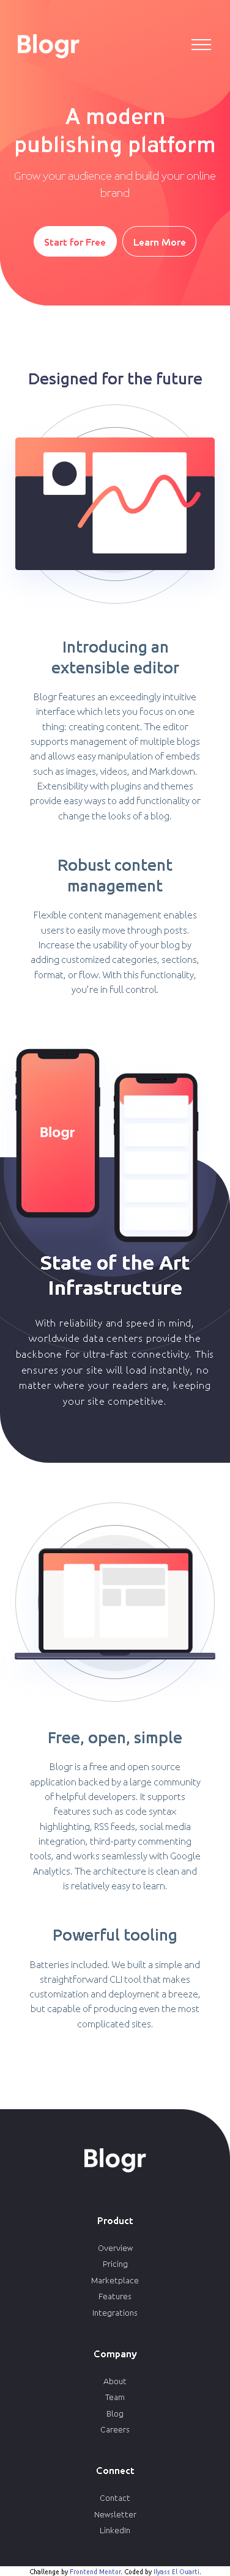 Blogr
A modern
publishing platform
Grow your audience and build your online
brand
Start for Free
Learn More
Designed for the future
Introducing an
extensible editor
Blogr features an exceedingly intuitive
interface which lets you focus on one
thing: creating content. The editor
supports management of multiple blogs
and allows easy manipulation of embeds
such as images, videos, and Markdown.
Extensibility with plugins and themes
provide easy ways to add functionality or
change the looks of a blog.
Robust content
management
Flexible content management enables
users to easily move through posts.
Increase the usability of your blog by
adding customized categories, sections,
format, or flow. With this functionality,
you're in full control.
Blogr
State of the Art
Infrastructure
With reliability and speed in mind,
worldwide data centers provide the
backbone for ultra-fast connectivity. This
ensures your site will load instantly, no
matter where your readers are, keeping
your site competitive.
Free, open, simple
Blogr is a free and open source
application backed by a large community
of helpful developers. It supports
features such as code syntax
highlighting, RSS feeds, social media
integration, third-party commenting
tools, and works seamlessly with Google
Analytics. The architecture is clean and
is relatively easy to learn.
Powerful tooling
Batteries included. We built a simple and
straightforward CLI tool that makes
customization and deployment a breeze,
but capable of producing even the most
complicated sites.
Blogr
Product
Overview
Pricing
Marketplace
Features
Integrations
Company
About
Team
Blog
Careers
Connect
Contact
Newsletter
LinkedIn
Challenge by Frontend Mentor. Coded by Ilyass El Ouarti.